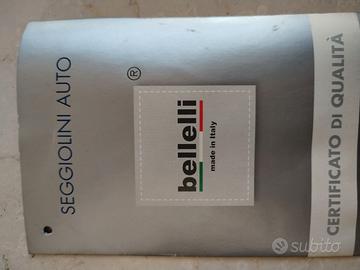 SEGGIOLINI AUTO
®
bellelli
made in Italy
CERTIFICATO DI QUALITÀ
subito